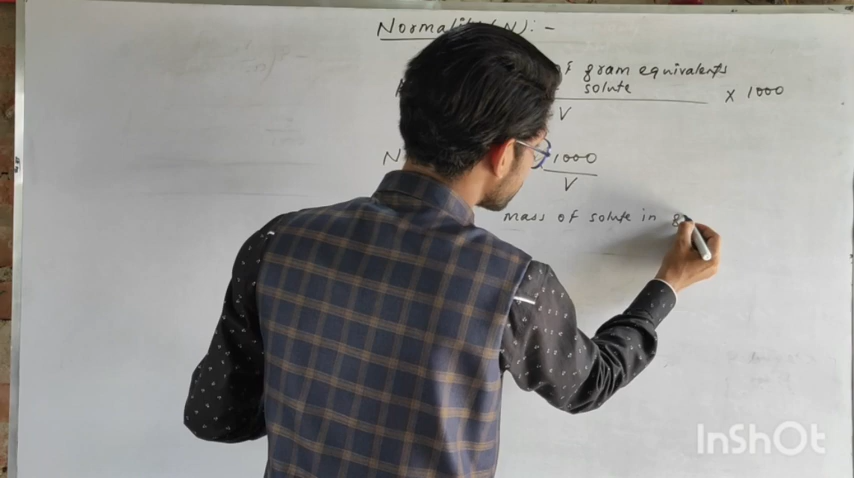 Normality (N): -
of gram equivalents
solute
x 1000
V
N
1000
V
mass of solute in g
InShOt